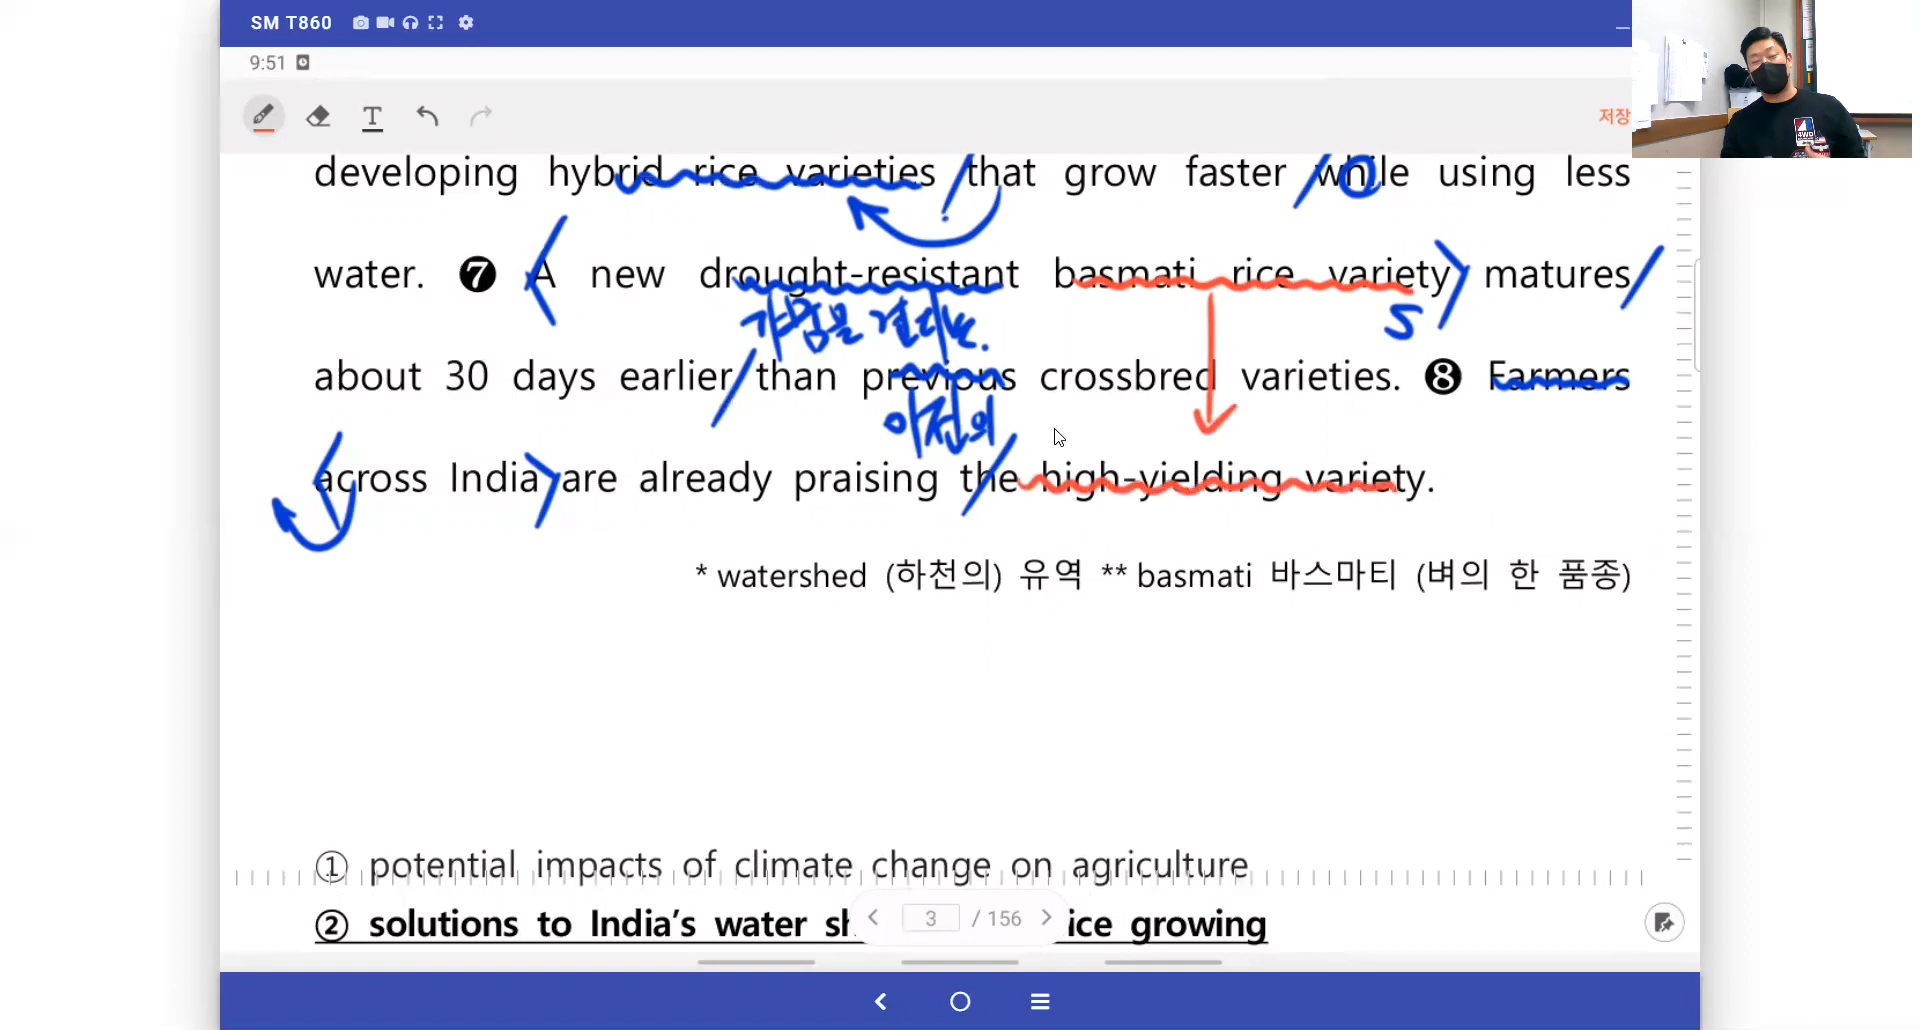 SM T860
9:51
저장
developing hybrid rice varieties that grow faster while using less
water. ❼ A new drought-resistant basmati rice variety matures
가뭄을 견디는.
S
about 30 days earlier than previous crossbred varieties. ❽ Farmers
이전의
across India are already praising the high-yielding variety.
* watershed (하천의) 유역 ** basmati 바스마티 (벼의 한 품종)
① potential impacts of climate change on agriculture
② solutions to India's water sh ice growing
3 / 156
4WD